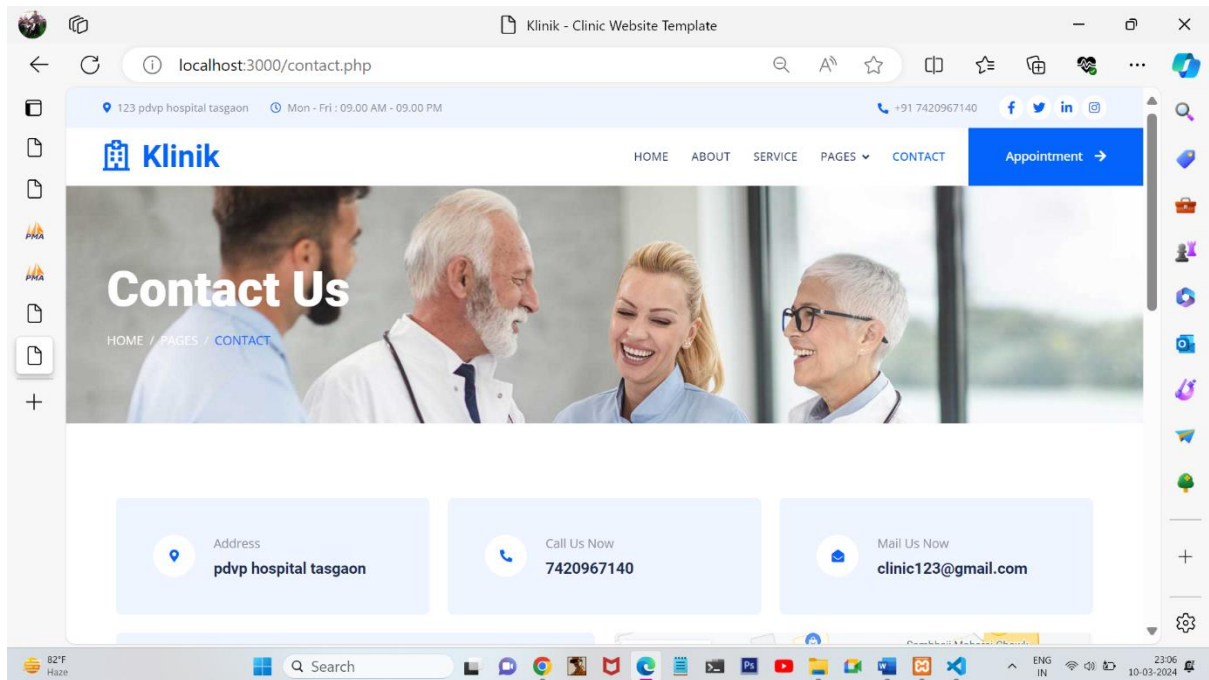 Klinik - Clinic Website Template
localhost:3000/contact.php
123 pdvp hospital tasgaon Mon - Fri : 09.00 AM - 09.00 PM +91 7420967140
Klinik HOME ABOUT SERVICE PAGES CONTACT Appointment
Contact Us
HOME / PAGES / CONTACT
Address Call Us Now Mail Us Now
pdvp hospital tasgaon 7420967140 clinic123@gmail.com
82°F
Haze
Search
ENG
IN
23:06
10-03-2024
PMA
PMA
Ps